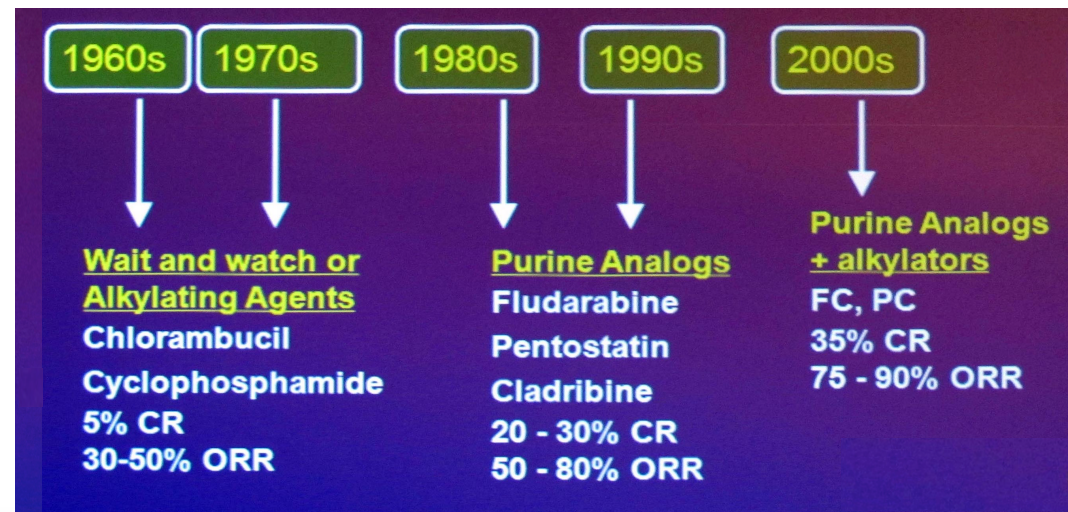 1960s
1970s
1980s
1990s
2000s
Wait and watch or
Alkylating Agents
Chlorambucil
Cyclophosphamide
5% CR
30-50% ORR
Purine Analogs
Fludarabine
Pentostatin
Cladribine
20 - 30% CR
50 - 80% ORR
Purine Analogs
+ alkylators
FC, PC
35% CR
75 - 90% ORR